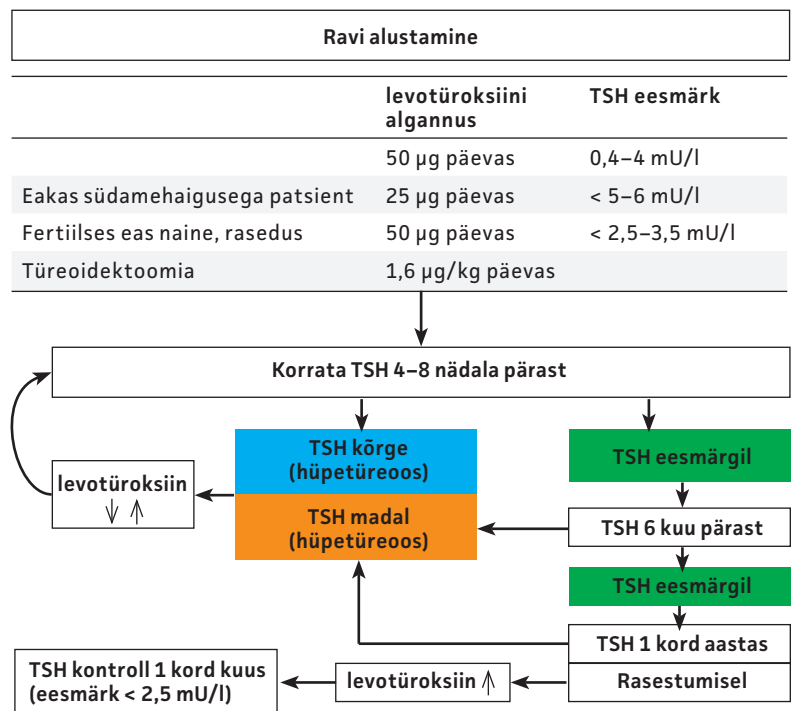 Ravi alustamine
levotüroksiini TSH eesmärk
algannus
50 µg päevas 0,4–4 mU/l
Eakas südamehaigusega patsient 25 µg päevas < 5–6 mU/l
Fertiilses eas naine, rasedus 50 µg päevas < 2,5–3,5 mU/l
Türeoidektoomia 1,6 µg/kg päevas
Korrata TSH 4–8 nädala pärast
TSH kõrge
(hüpetüreoos)
TSH eesmärgil
levotüroksiin
↓ ↑
TSH madal
(hüpetüreoos)
TSH 6 kuu pärast
TSH eesmärgil
TSH 1 kord aastas
Rasestumisel
levotüroksiin ↑
TSH kontroll 1 kord kuus
(eesmärk < 2,5 mU/l)